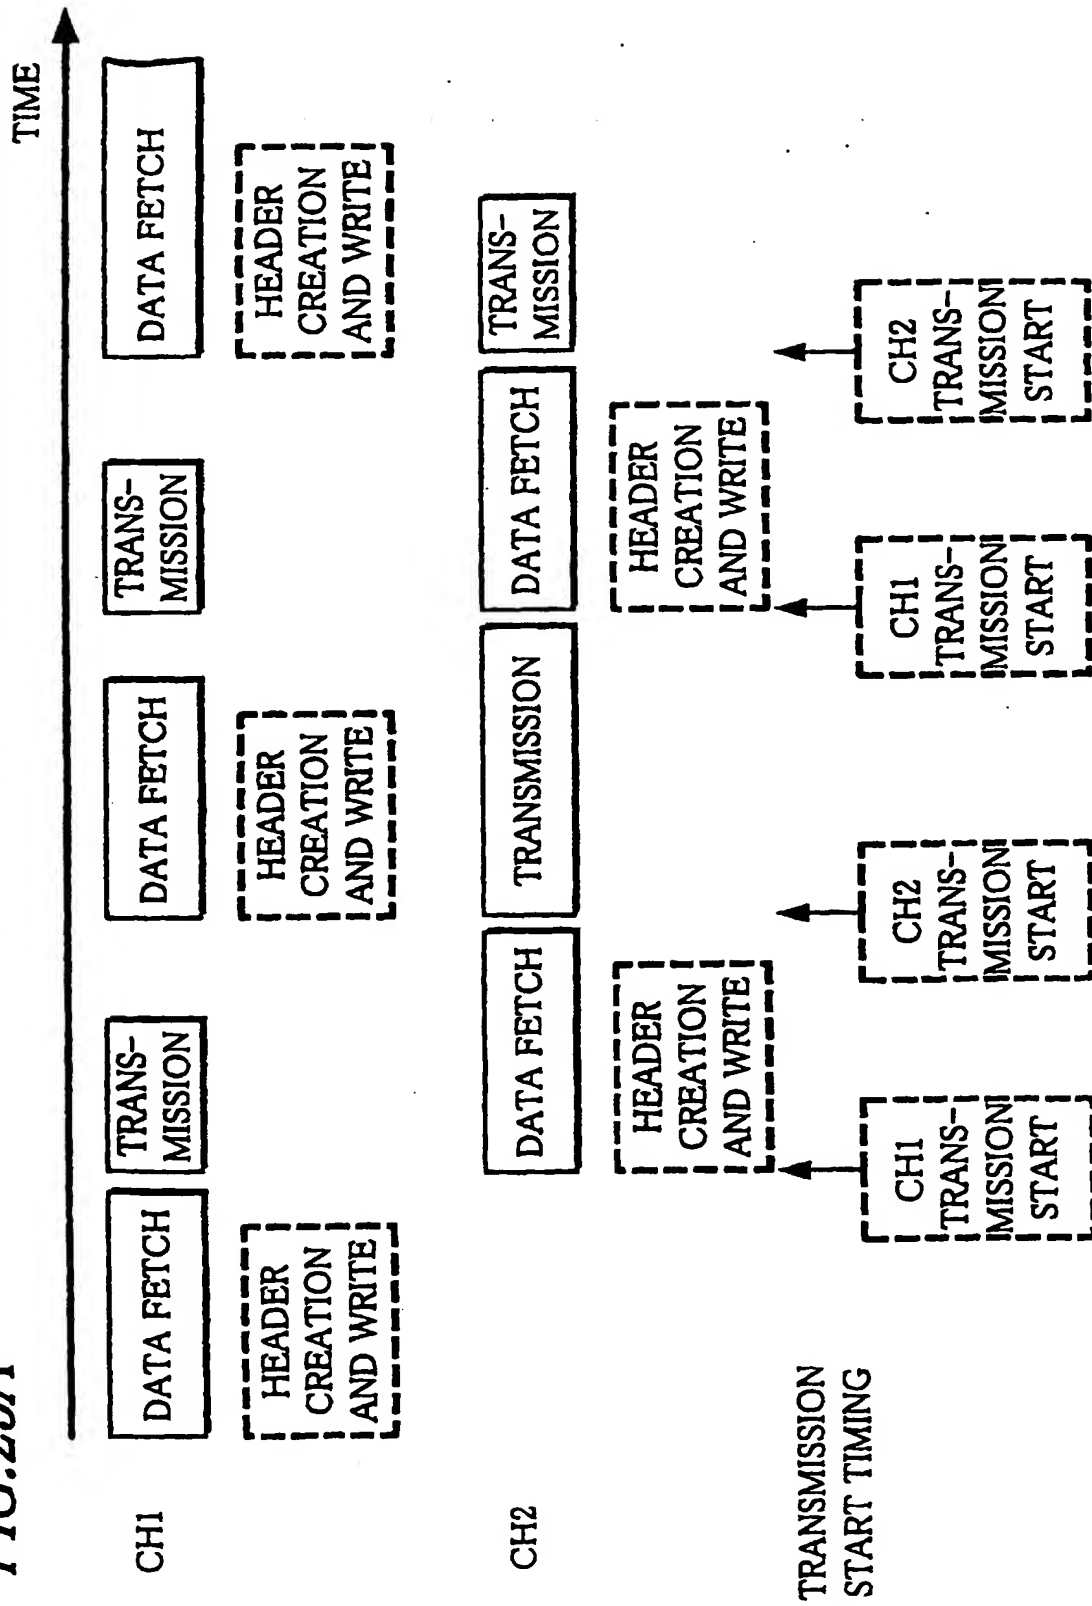 TIME
CH1
DATA FETCH
TRANS-
MISSION
DATA FETCH
TRANS-
MISSION
DATA FETCH
HEADER
CREATION
AND WRITE
HEADER
CREATION
AND WRITE
HEADER
CREATION
AND WRITE
CH2
DATA FETCH
TRANSMISSION
DATA FETCH
TRANS-
MISSION
HEADER
CREATION
AND WRITE
HEADER
CREATION
AND WRITE
TRANSMISSION
START TIMING
CH1
TRANS-
MISSION
START
CH2
TRANS-
MISSION
START
CH1
TRANS-
MISSION
START
CH2
TRANS-
MISSION
START